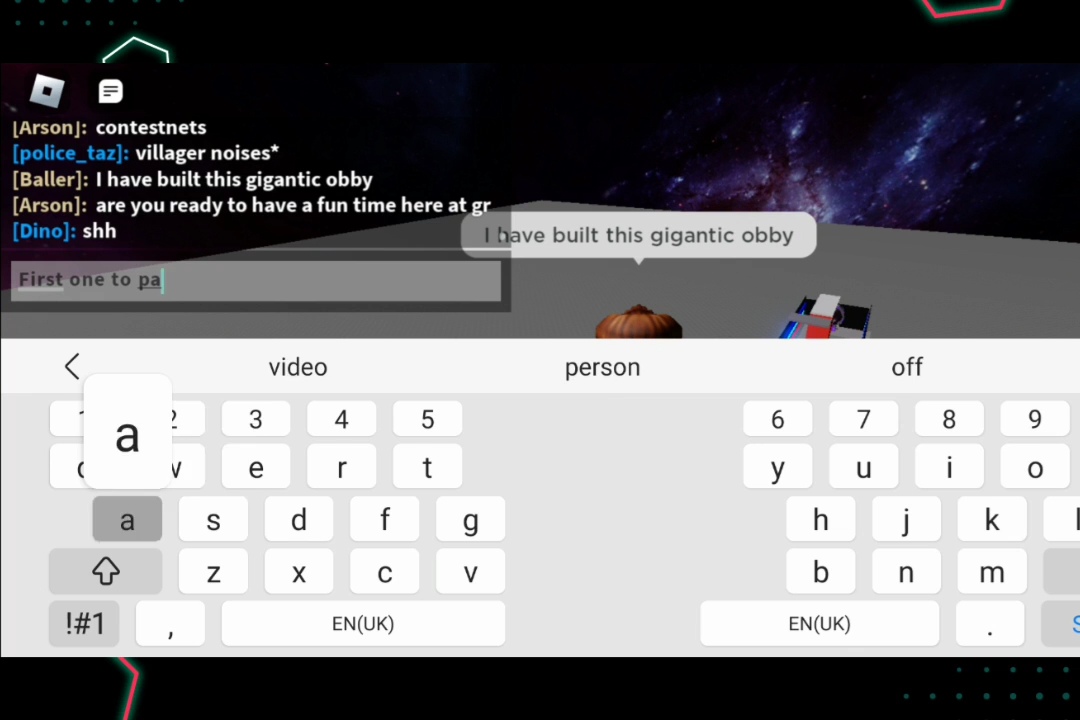 [Arson]: contestnets
[police_taz]: villager noises*
[Baller]: I have built this gigantic obby
[Arson]: are you ready to have a fun time here at gr
[Dino]: shh
I have built this gigantic obby
First one to pa
video person off
1 2 3 4 5 6 7 8 9
a
w e r t y u i o
a s d f g h j k l
z x c v b n m
!#1 , EN(UK) EN(UK) . S